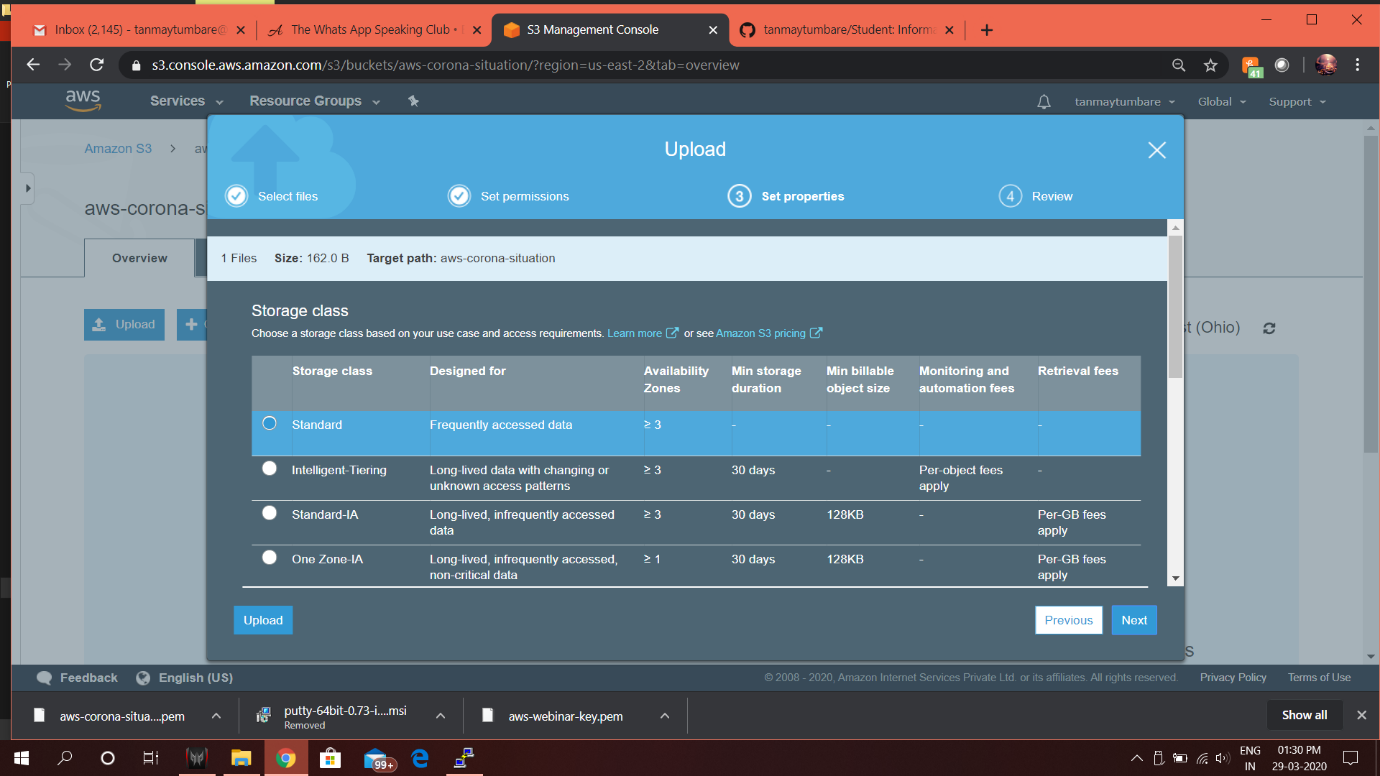 Inbox (2,145) - tanmaytumbare@
The Whats App Speaking Club •
S3 Management Console
tanmaytumbare/Student: Inform
s3.console.aws.amazon.com/s3/buckets/aws-corona-situation/?region=us-east-2&tab=overview
41
aws
Services
Resource Groups
tanmaytumbare
Global
Support
Amazon S3 > aw
Upload
Select files
Set permissions
3 Set properties
4 Review
aws-corona-s
Overview
1 Files Size: 162.0 B Target path: aws-corona-situation
Upload
st (Ohio)
Storage class
Choose a storage class based on your use case and access requirements. Learn more or see Amazon S3 pricing
Storage class Designed for Availability Zones Min storage duration Min billable object size Monitoring and automation fees Retrieval fees
Standard Frequently accessed data ≥ 3 - - - -
Intelligent-Tiering Long-lived data with changing or unknown access patterns ≥ 3 30 days - Per-object fees apply -
Standard-IA Long-lived, infrequently accessed data ≥ 3 30 days 128KB - Per-GB fees apply
One Zone-IA Long-lived, infrequently accessed, non-critical data ≥ 1 30 days 128KB - Per-GB fees apply
Upload
Previous
Next
Feedback
English (US)
© 2008 - 2020, Amazon Internet Services Private Ltd. or its affiliates. All rights reserved.
Privacy Policy
Terms of Use
aws-corona-situa....pem
putty-64bit-0.73-i....msi
Removed
aws-webinar-key.pem
Show all
99+
ENG
IN
01:30 PM
29-03-2020